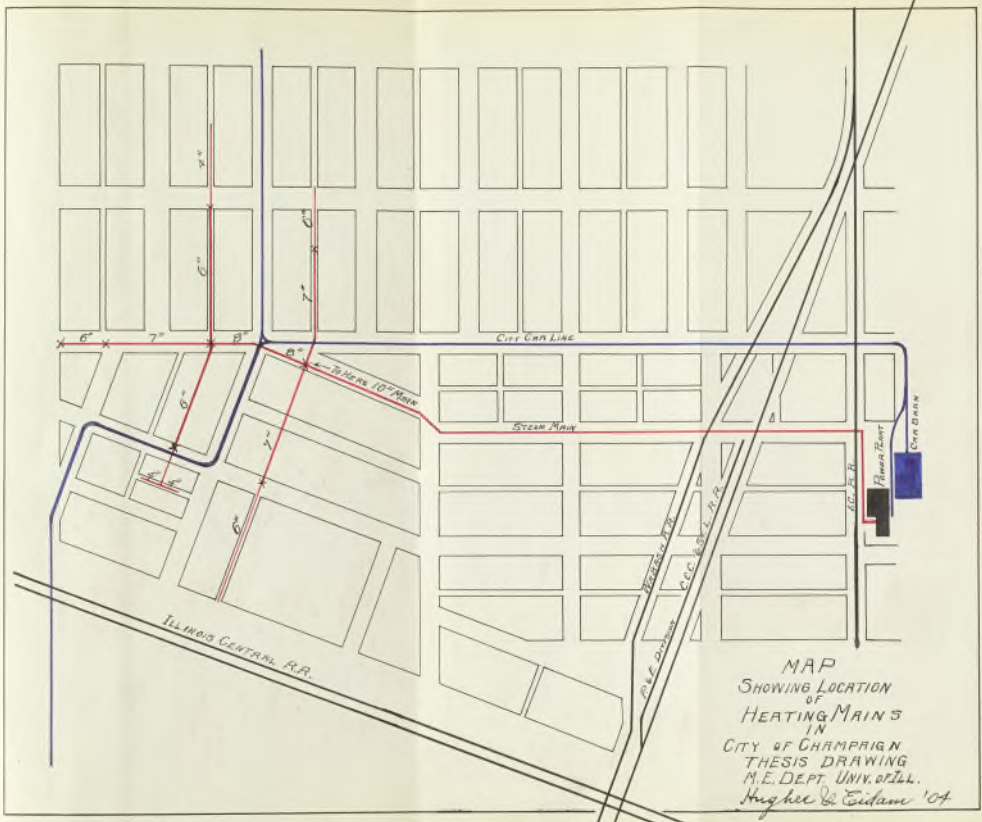 4"
6"
6"
7"
6"
7"
8"
8"
CITY CAR LINE
←TO HERE 10" MAIN
STEAM MAIN
6"
7"
4" 4"
6"
ILLINOIS CENTRAL R.R.
WABASH R.R.
C.C.C. & ST. L. R.R.
P. & E. DIVISION
I.C. R.R.
POWER PLANT
CAR BARN
MAP
SHOWING LOCATION
OF
HEATING MAINS
IN
CITY OF CHAMPAIGN
THESIS DRAWING
M.E. DEPT. UNIV. OF ILL.
Hughes & Eidam '04